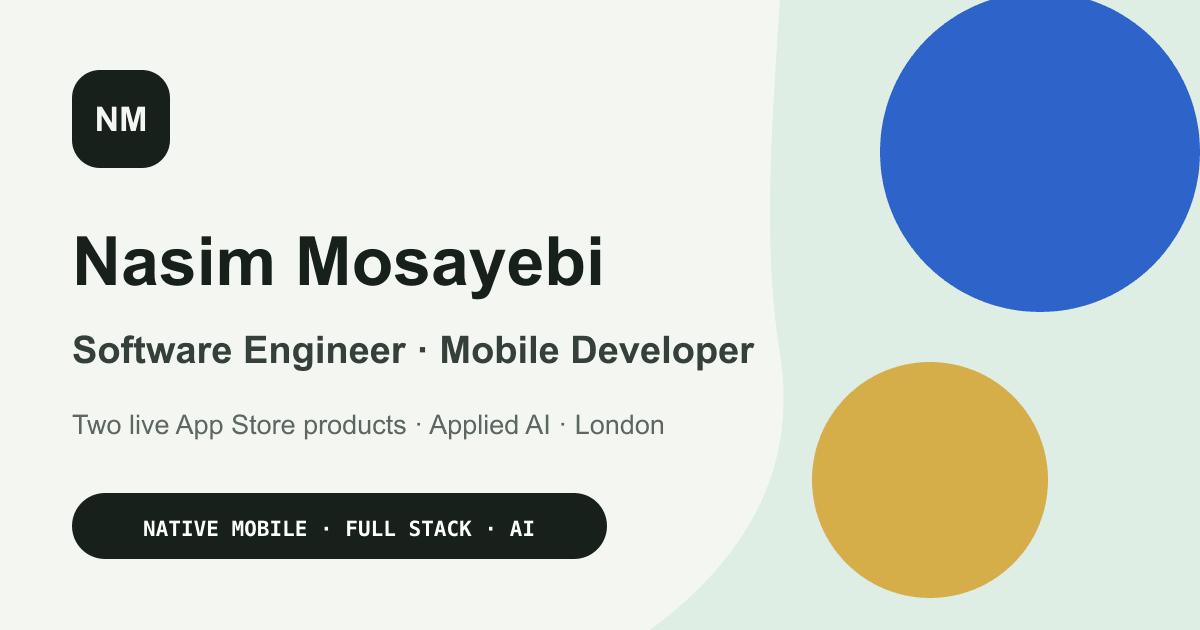 NM
Nasim Mosayebi
Software Engineer · Mobile Developer
Two live App Store products · Applied AI · London
NATIVE MOBILE · FULL STACK · AI